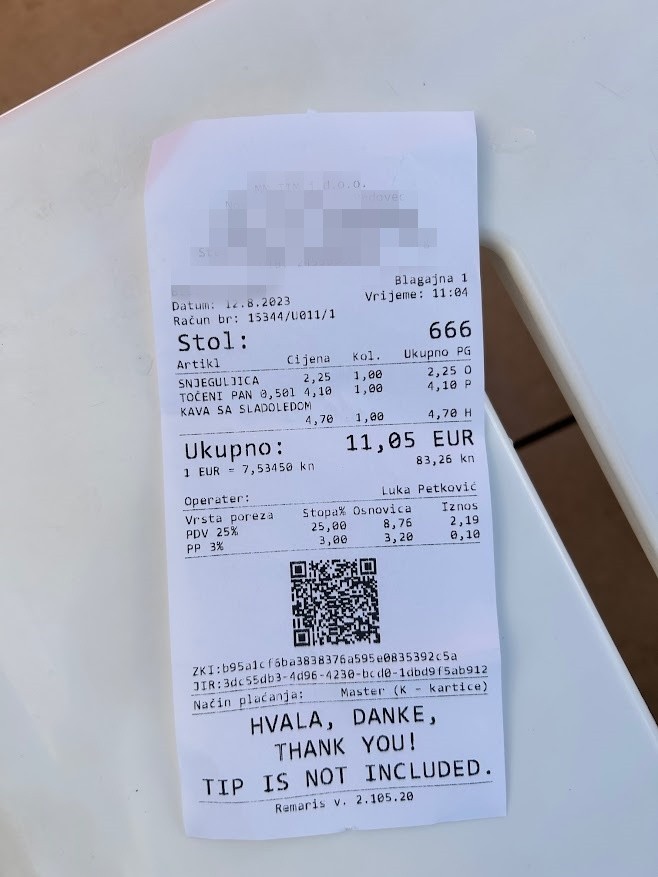 d.o.o.
Blagajna 1
Datum: 12.8.2023 Vrijeme: 11:04
Račun br: 15344/U011/1
Stol: 666
Artikl Cijena Kol. Ukupno PG
SNJEGULJICA 2,25 1,00 2,25 O
TOČENI PAN 0,50l 4,10 1,00 4,10 P
KAVA SA SLADOLEDOM
4,70 1,00 4,70 H
Ukupno: 11,05 EUR
1 EUR = 7,53450 kn 83,26 kn
Operater: Luka Petković
Vrsta poreza Stopa% Osnovica Iznos
PDV 25% 25,00 8,76 2,19
PP 3% 3,00 3,20 0,10
ZKI:b95a1cf6ba3838376a595e0835392c5a
JIR:3dc55db3-4d96-4230-bcd0-1dbd9f5ab912
Način plaćanja: Master (K - kartice)
HVALA, DANKE,
THANK YOU!
TIP IS NOT INCLUDED.
Remaris v. 2.105.20